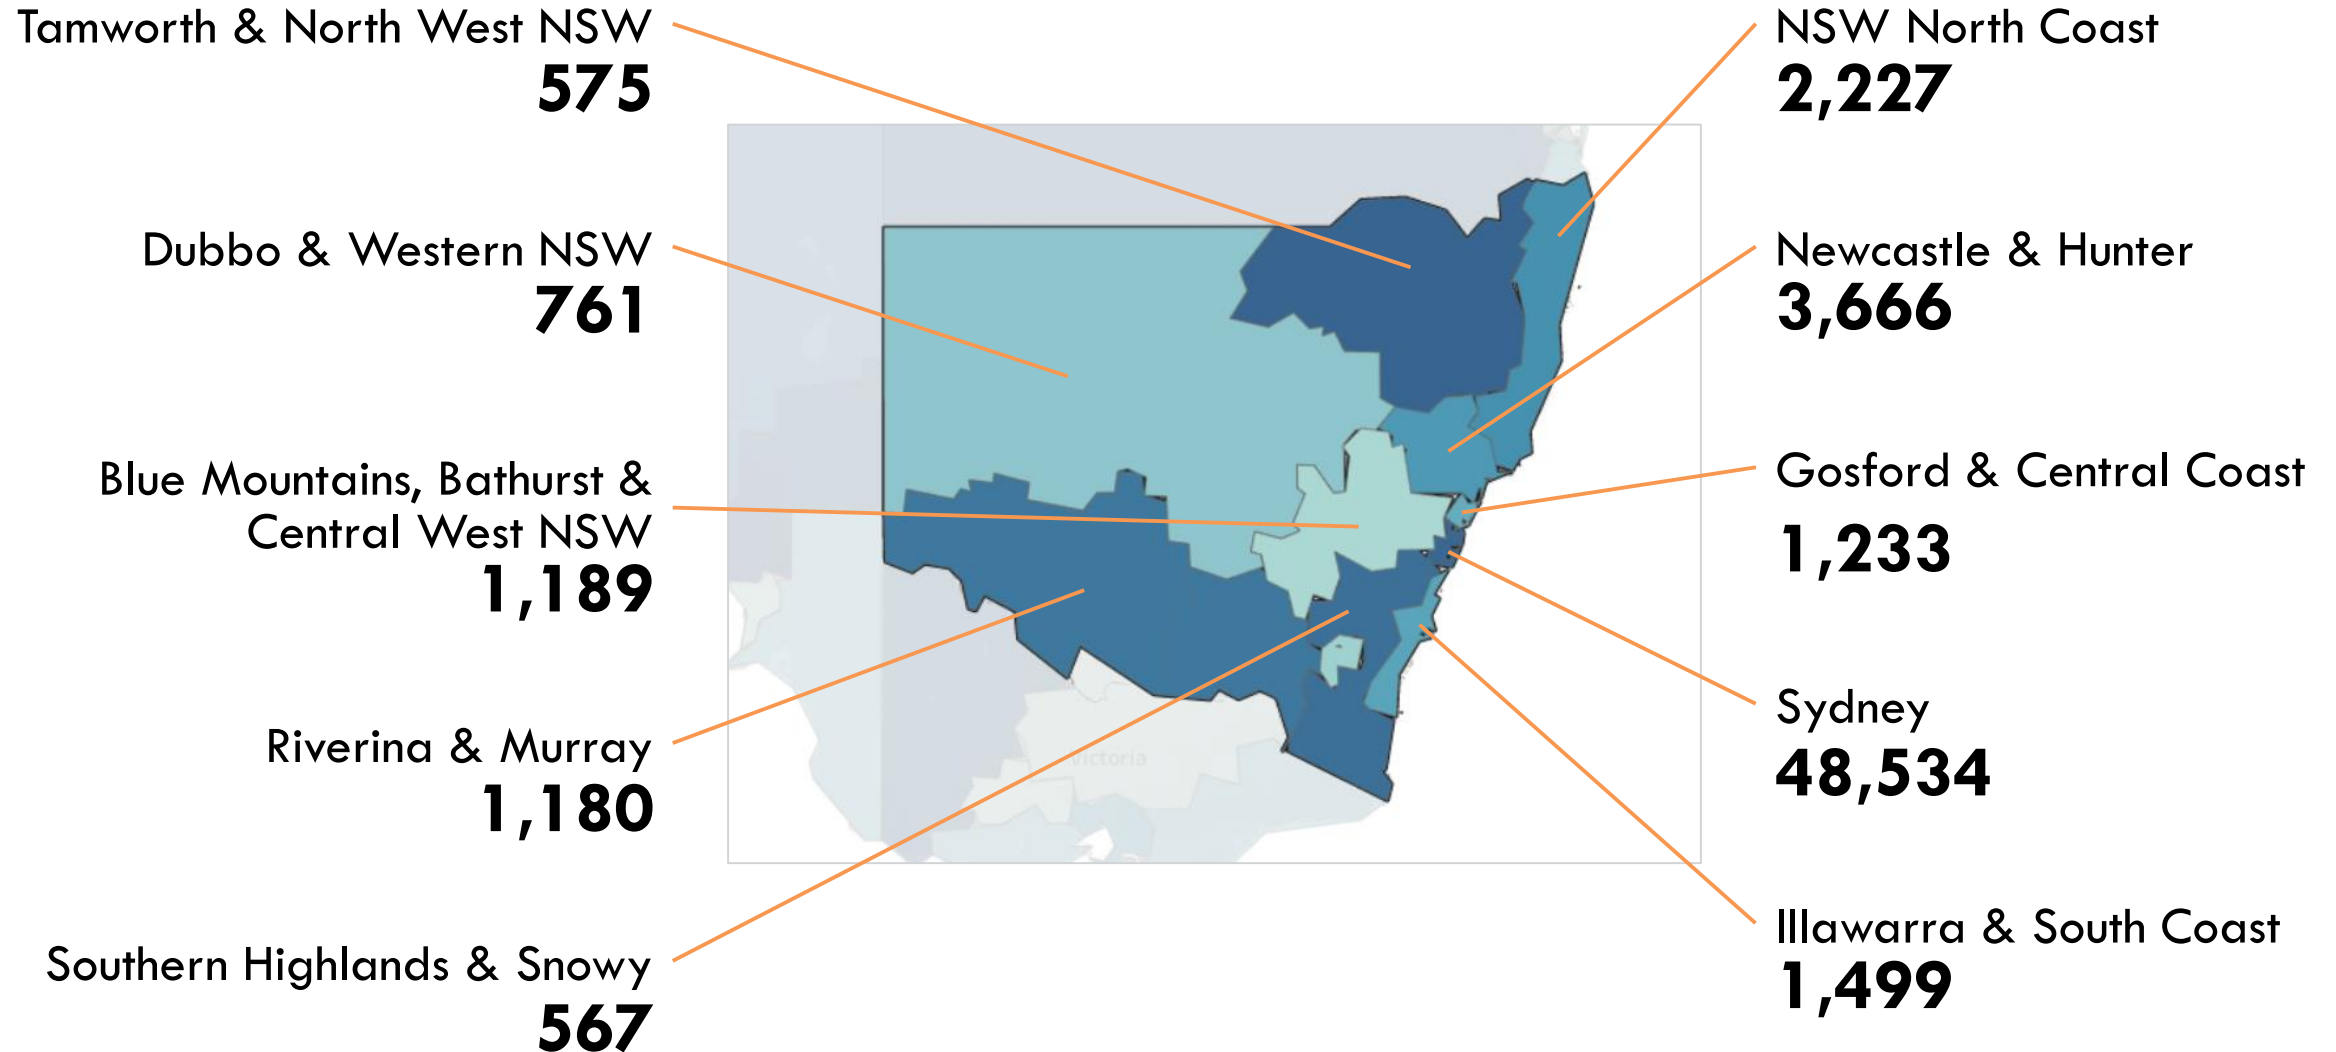 Tamworth & North West NSW
575
Dubbo & Western NSW
761
Blue Mountains, Bathurst &
Central West NSW
1,189
Riverina & Murray
1,180
Southern Highlands & Snowy
567
Victoria
NSW North Coast
2,227
Newcastle & Hunter
3,666
Gosford & Central Coast
1,233
Sydney
48,534
Illawarra & South Coast
1,499